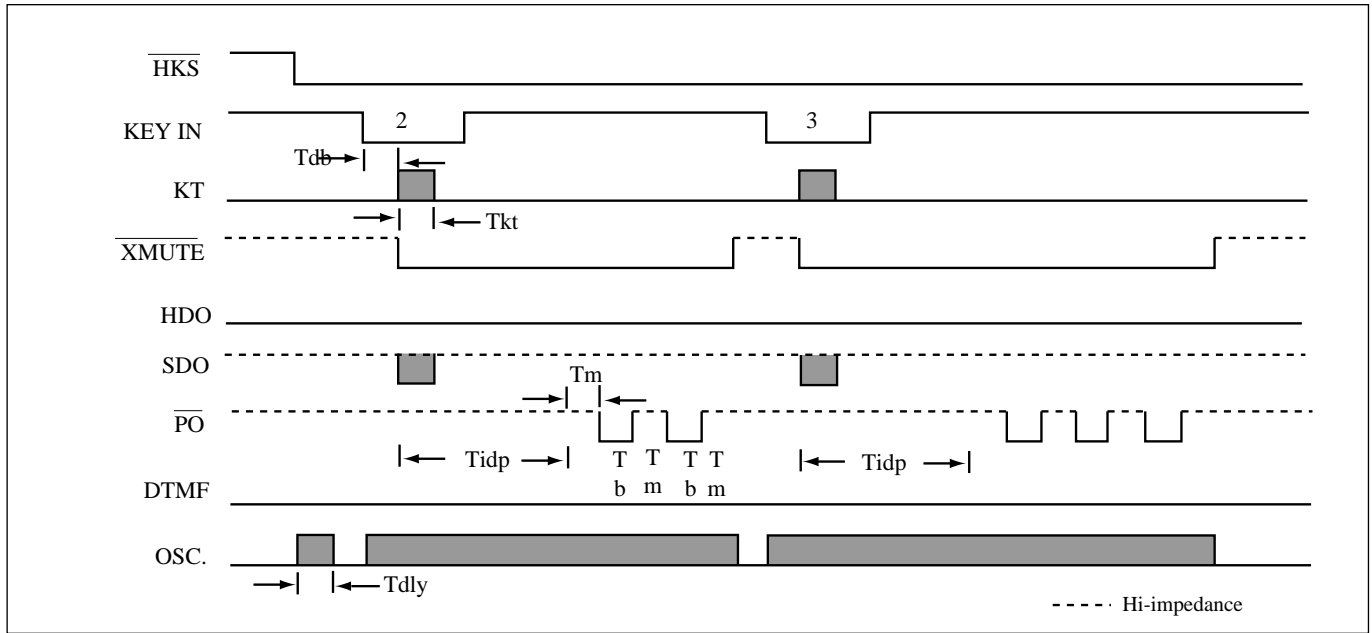 HKS
KEY IN 2 3
Tdb
KT
Tkt
XMUTE
HDO
SDO
Tm
PO
Tidp T b T m T b T m Tidp
DTMF
OSC.
Tdly
Hi-impedance